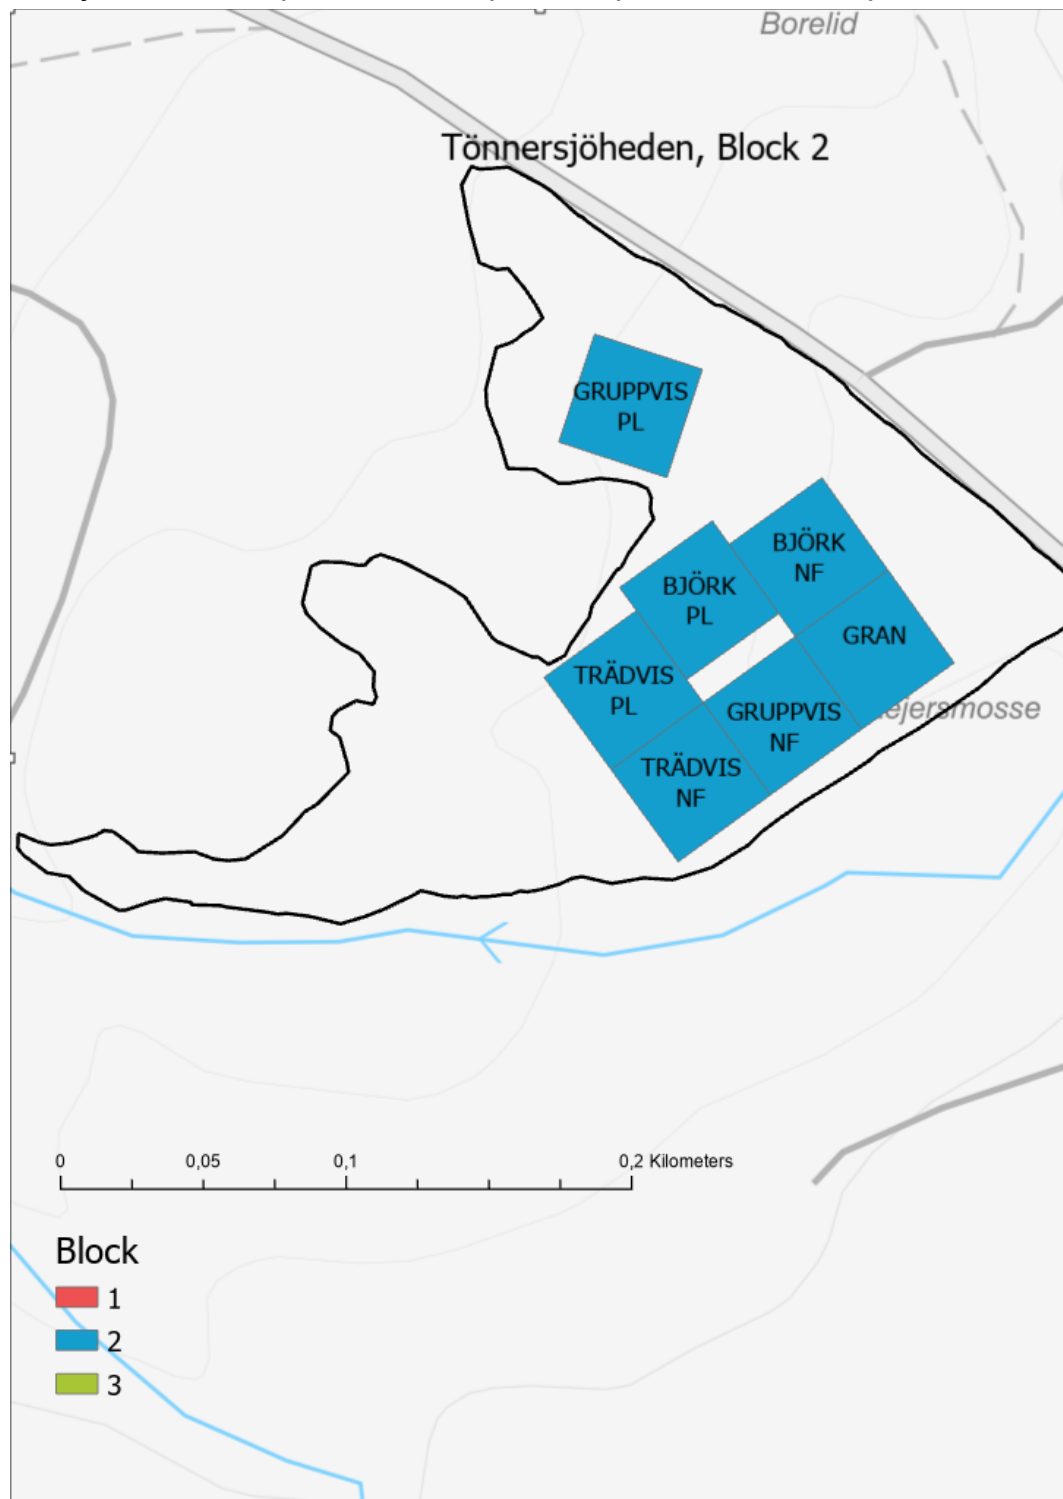 Borelid
Tönnersjöheden, Block 2
GRUPPVIS
PL
BJÖRK
NF
BJÖRK
PL
GRAN
TRÄDVIS
PL
GRUPPVIS
NF
TRÄDVIS
NF
0 0,05 0,1 0,2 Kilometers
Block
1
2
3